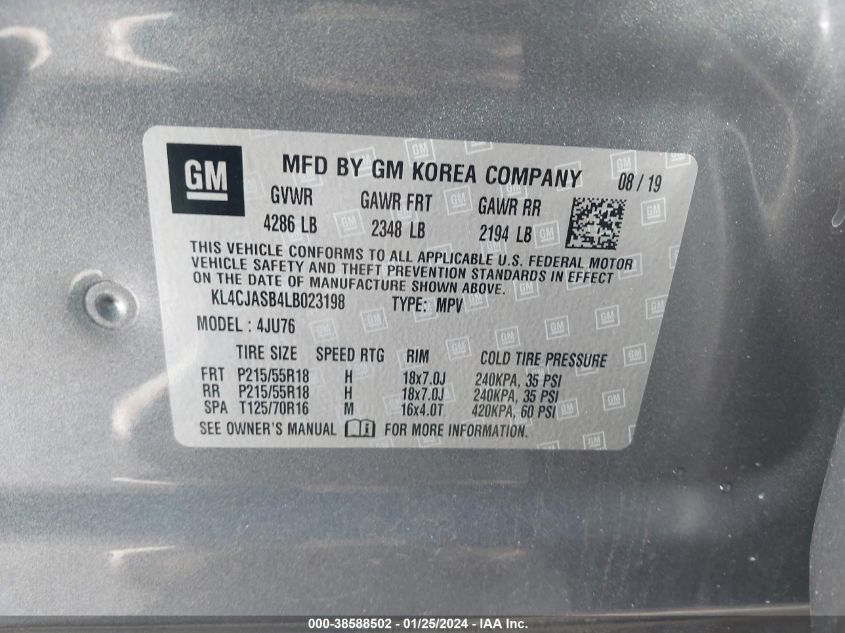 GM
MFD BY GM KOREA COMPANY 08 / 19
GVWR GAWR FRT GAWR RR
4286 LB 2348 LB 2194 LB
THIS VEHICLE CONFORMS TO ALL APPLICABLE U.S. FEDERAL MOTOR
VEHICLE SAFETY AND THEFT PREVENTION STANDARDS IN EFFECT
ON THE DATE OF MANUFACTURE SHOWN ABOVE.
KL4CJASB4LB023198 TYPE: MPV
MODEL : 4JU76
TIRE SIZE SPEED RTG RIM COLD TIRE PRESSURE
FRT P215/55R18 H 18x7.0J 240KPA, 35 PSI
RR P215/55R18 H 18x7.0J 240KPA, 35 PSI
SPA T125/70R16 M 16x4.0T 420KPA, 60 PSI
SEE OWNER'S MANUAL FOR MORE INFORMATION.
000-38588502 - 01/25/2024 - IAA Inc.